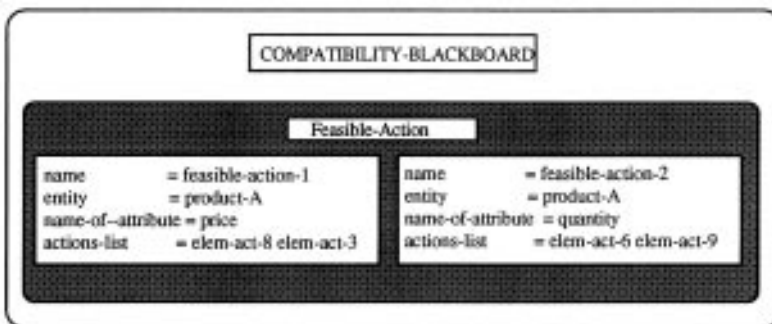 COMPATIBILITY-BLACKBOARD
Feasible-Action
name = feasible-action-1
entity = product-A
name-of--attribute = price
actions-list = elem-act-8 elem-act-3
name = feasible-action-2
entity = product-A
name-of-attribute = quantity
actions-list = elem-act-6 elem-act-9